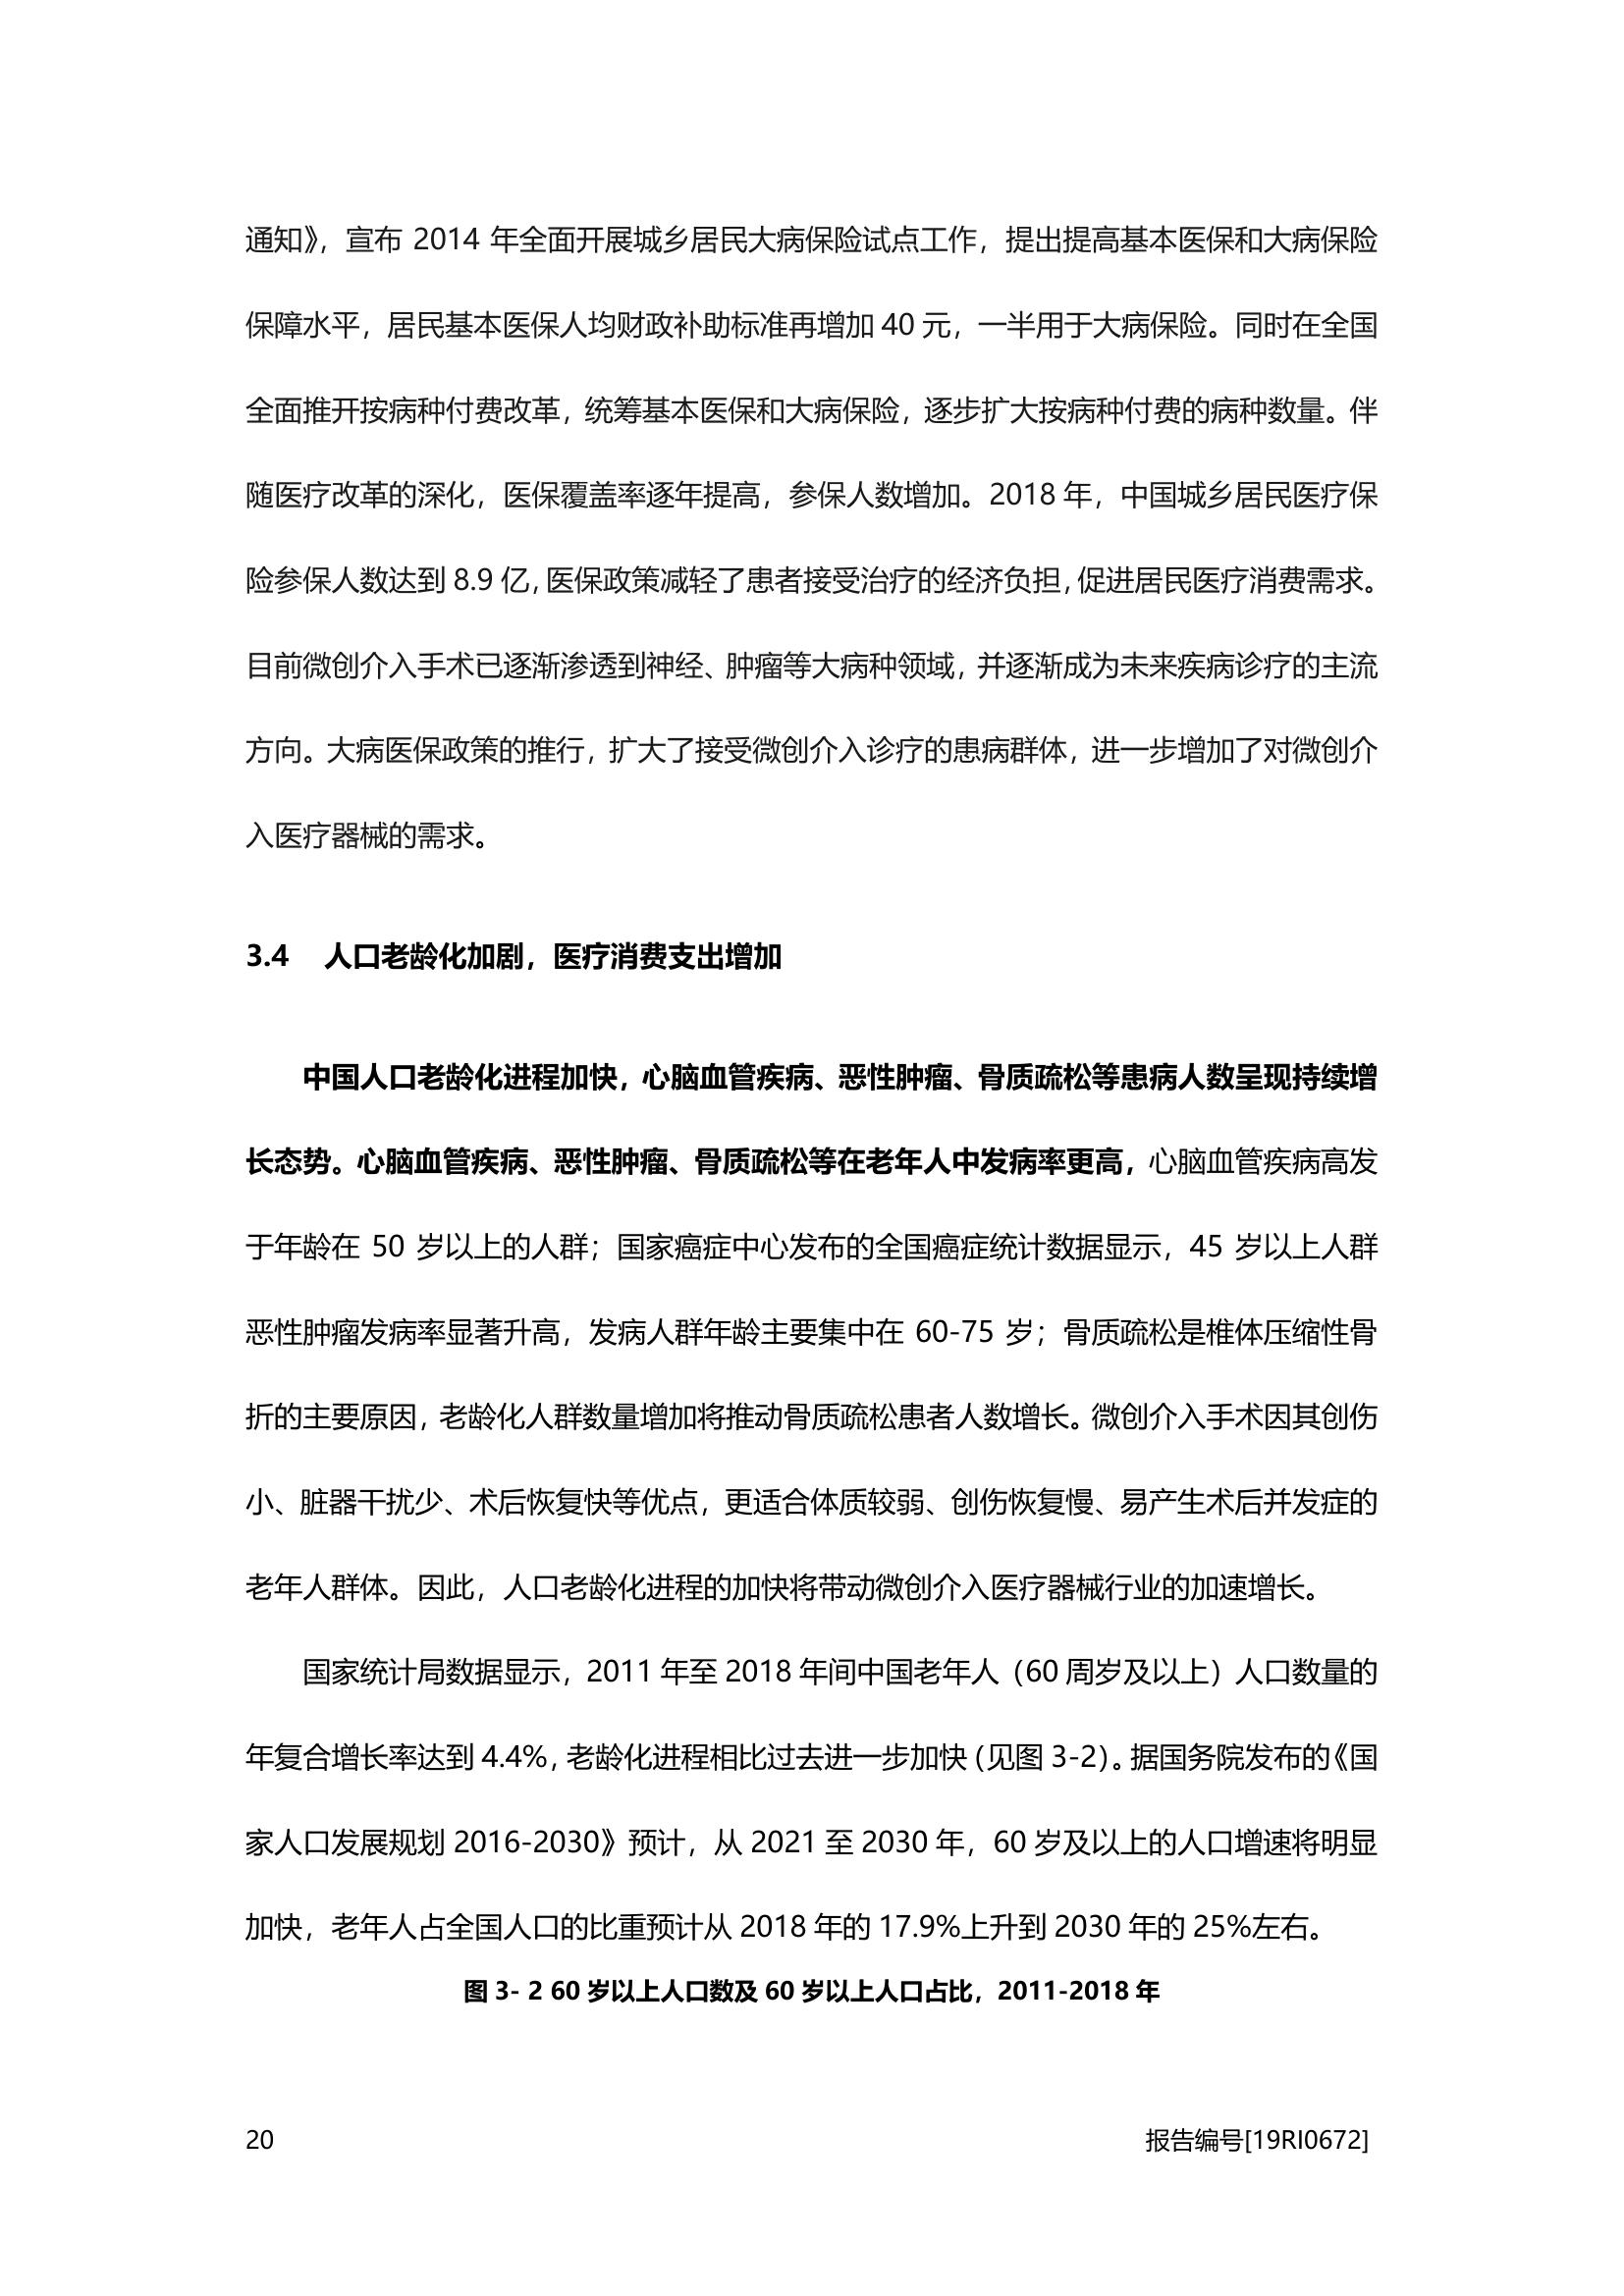 通知》，宣布 2014 年全面开展城乡居民大病保险试点工作，提出提高基本医保和大病保险
保障水平，居民基本医保人均财政补助标准再增加 40 元，一半用于大病保险。同时在全国
全面推开按病种付费改革，统筹基本医保和大病保险，逐步扩大按病种付费的病种数量。伴
随医疗改革的深化，医保覆盖率逐年提高，参保人数增加。2018 年，中国城乡居民医疗保
险参保人数达到 8.9 亿，医保政策减轻了患者接受治疗的经济负担，促进居民医疗消费需求。
目前微创介入手术已逐渐渗透到神经、肿瘤等大病种领域，并逐渐成为未来疾病诊疗的主流
方向。大病医保政策的推行，扩大了接受微创介入诊疗的患病群体，进一步增加了对微创介
入医疗器械的需求。
3.4 人口老龄化加剧，医疗消费支出增加
中国人口老龄化进程加快，心脑血管疾病、恶性肿瘤、骨质疏松等患病人数呈现持续增
长态势。心脑血管疾病、恶性肿瘤、骨质疏松等在老年人中发病率更高，心脑血管疾病高发
于年龄在 50 岁以上的人群；国家癌症中心发布的全国癌症统计数据显示，45 岁以上人群
恶性肿瘤发病率显著升高，发病人群年龄主要集中在 60-75 岁；骨质疏松是椎体压缩性骨
折的主要原因，老龄化人群数量增加将推动骨质疏松患者人数增长。微创介入手术因其创伤
小、脏器干扰少、术后恢复快等优点，更适合体质较弱、创伤恢复慢、易产生术后并发症的
老年人群体。因此，人口老龄化进程的加快将带动微创介入医疗器械行业的加速增长。
国家统计局数据显示，2011 年至 2018 年间中国老年人（60 周岁及以上）人口数量的
年复合增长率达到 4.4%，老龄化进程相比过去进一步加快（见图 3-2）。据国务院发布的《国
家人口发展规划 2016-2030》预计，从 2021 至 2030 年，60 岁及以上的人口增速将明显
加快，老年人占全国人口的比重预计从 2018 年的 17.9%上升到 2030 年的 25%左右。
图 3- 2 60 岁以上人口数及 60 岁以上人口占比，2011-2018 年
20 报告编号[19RI0672]